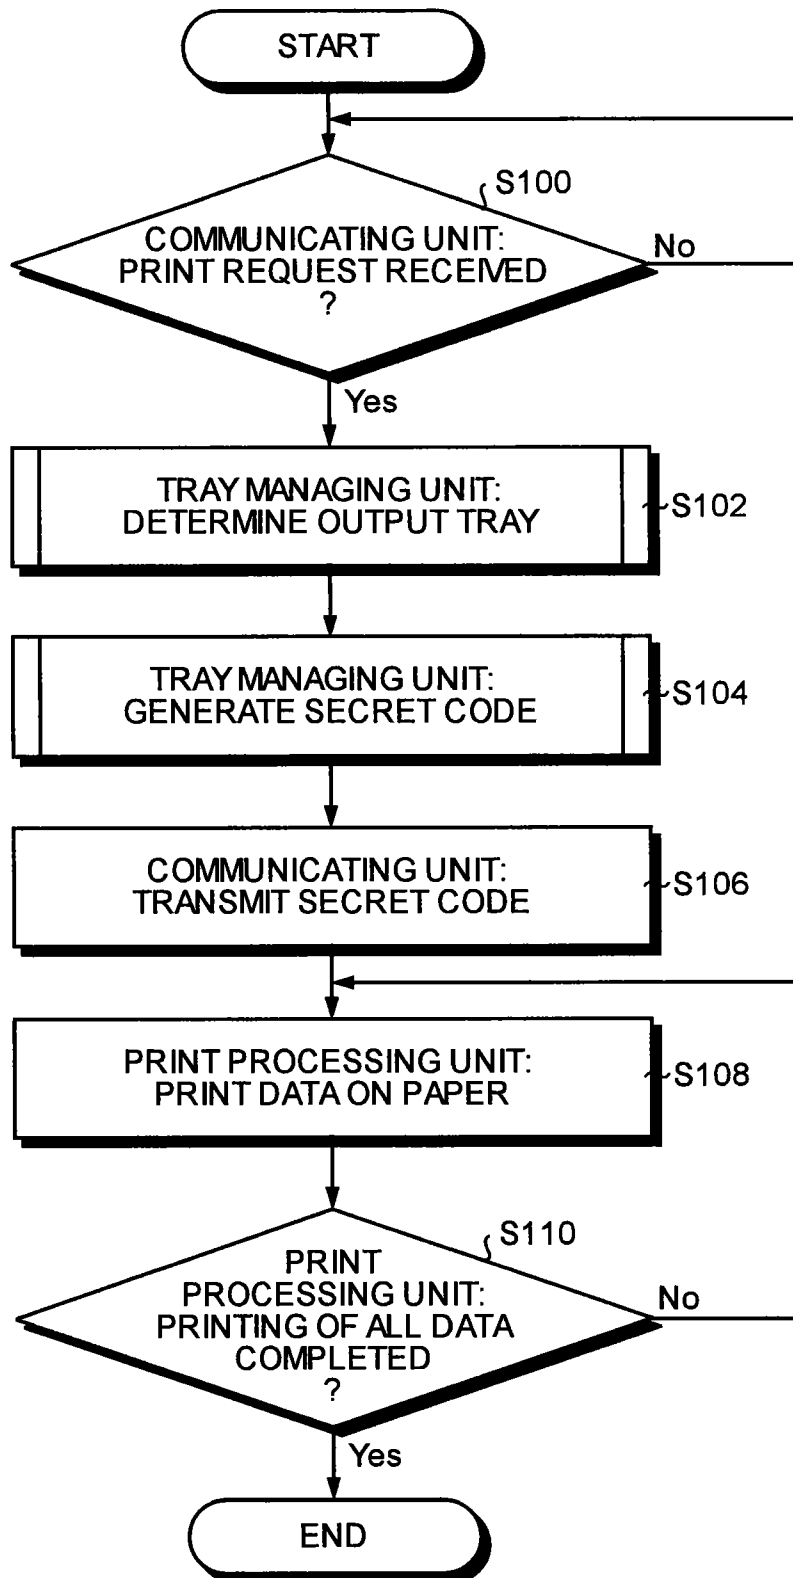 START
S100
COMMUNICATING UNIT:
PRINT REQUEST RECEIVED
?
No
Yes
TRAY MANAGING UNIT:
DETERMINE OUTPUT TRAY
S102
TRAY MANAGING UNIT:
GENERATE SECRET CODE
S104
COMMUNICATING UNIT:
TRANSMIT SECRET CODE
S106
PRINT PROCESSING UNIT:
PRINT DATA ON PAPER
S108
S110
PRINT
PROCESSING UNIT:
PRINTING OF ALL DATA
COMPLETED
?
No
Yes
END